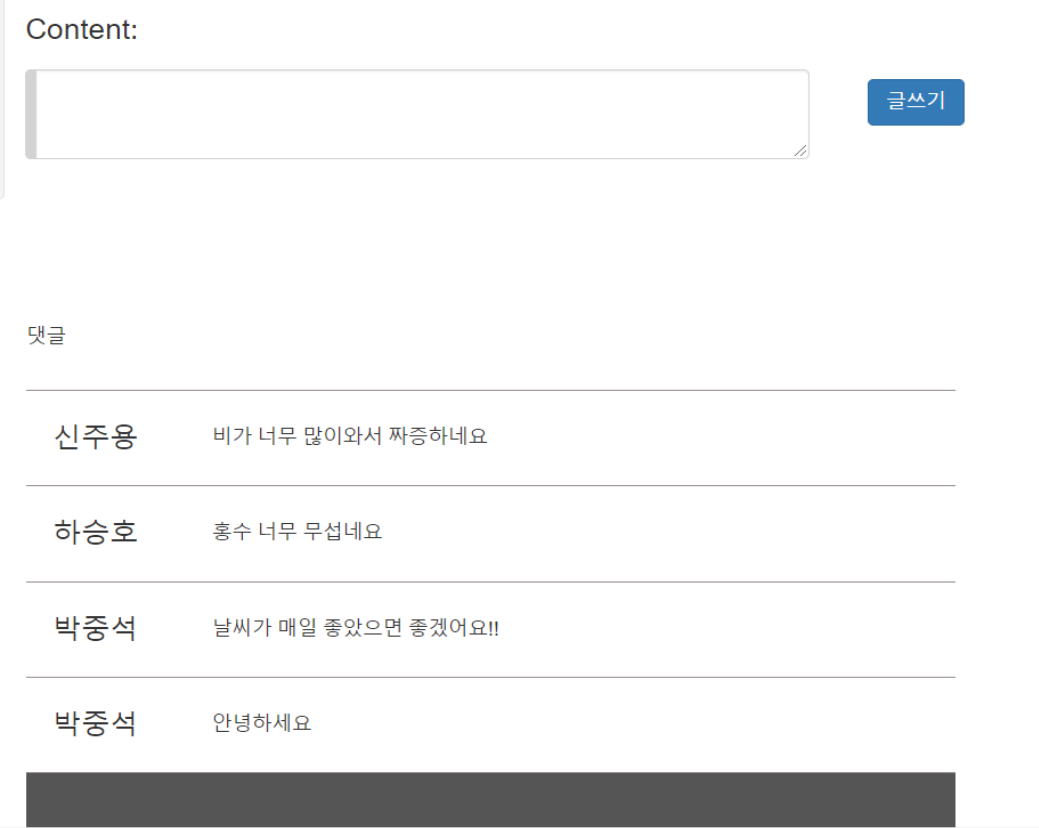 Content:
글쓰기
댓글
신주용 비가 너무 많이와서 짜증하네요
하승호 홍수 너무 무섭네요
박중석 날씨가 매일 좋았으면 좋겠어요!!
박중석 안녕하세요